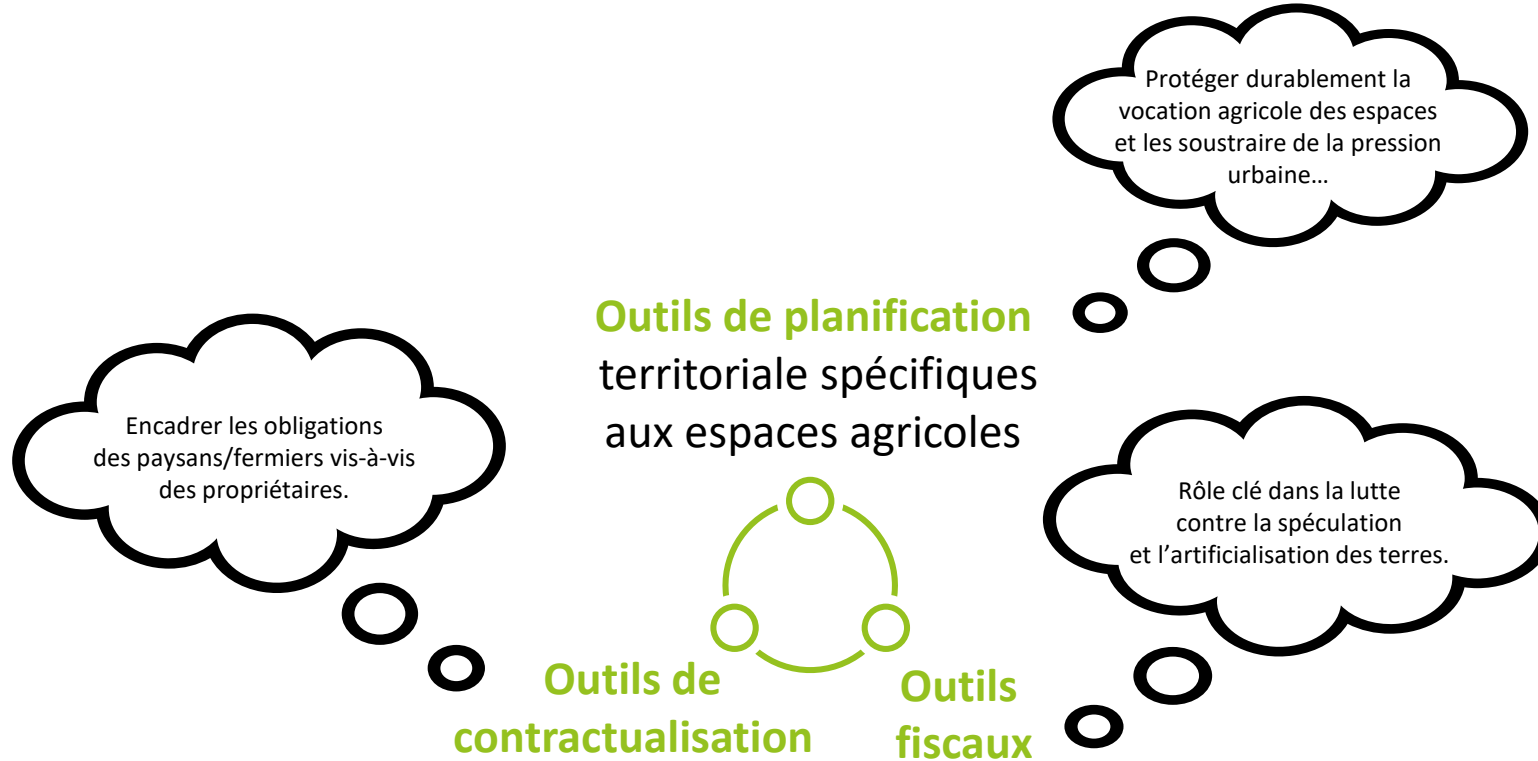 Protéger durablement la
vocation agricole des espaces
et les soustraire de la pression
urbaine…
Outils de planification
territoriale spécifiques
aux espaces agricoles
Encadrer les obligations
des paysans/fermiers vis-à-vis
des propriétaires.
Rôle clé dans la lutte
contre la spéculation
et l’artificialisation des terres.
Outils de
contractualisation
Outils
fiscaux